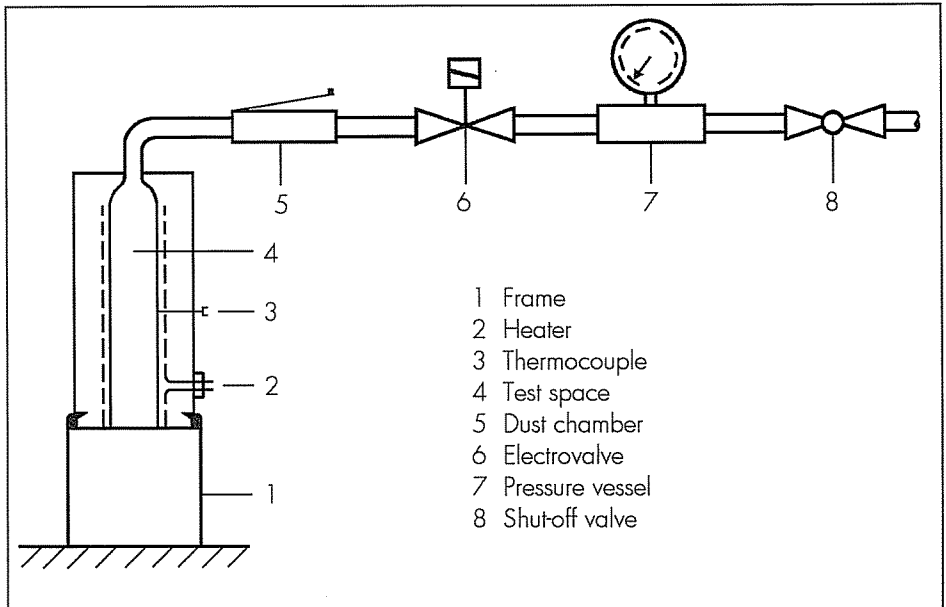 5
6
7
8
4
3
2
1
1 Frame
2 Heater
3 Thermocouple
4 Test space
5 Dust chamber
6 Electrovalve
7 Pressure vessel
8 Shut-off valve